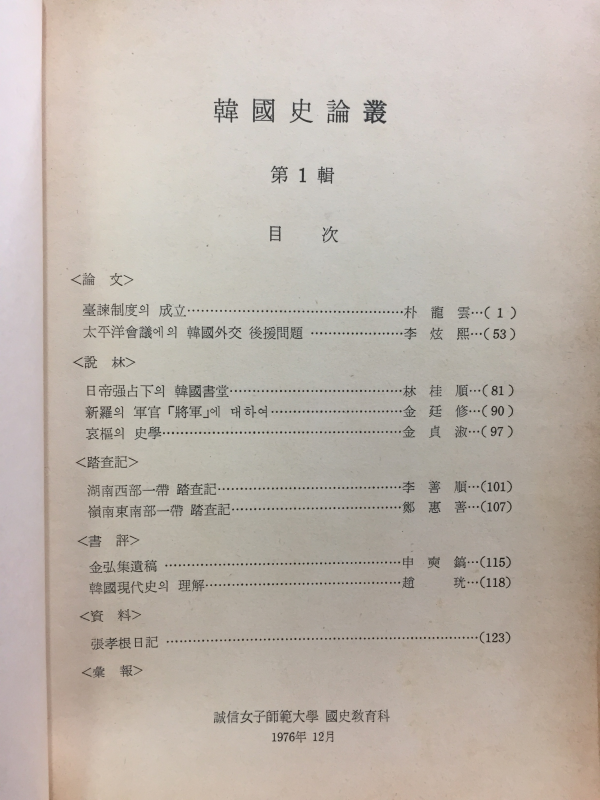 韓國史論叢
第1輯
目 次
<論 文>
臺諫制度의 成立………………………………………朴 龍 雲…( 1 )
太平洋會議에의 韓國外交 後援問題 ………………李 炫 熙…( 53 )
<說 林>
日帝强占下의 韓國書堂………………………………林 桂 順…( 81 )
新羅의 軍官「將軍」에 대하여………………………金 廷 修…( 90 )
哀樞의 史學……………………………………………金 貞 淑…( 97 )
<踏查記>
湖南西部一帶 踏查記…………………………………李 善 順…(101)
嶺南東南部一帶 踏查記………………………………鄭 惠 善…(107)
<書 評>
金弘集遺稿 ……………………………………………申 奭 鎬…(115)
韓國現代史의 理解……………………………………趙 珖…(118)
<資 料>
張孝根日記 …………………………………………………………(123)
<彙 報>
誠信女子師範大學 國史敎育科
1976年 12月